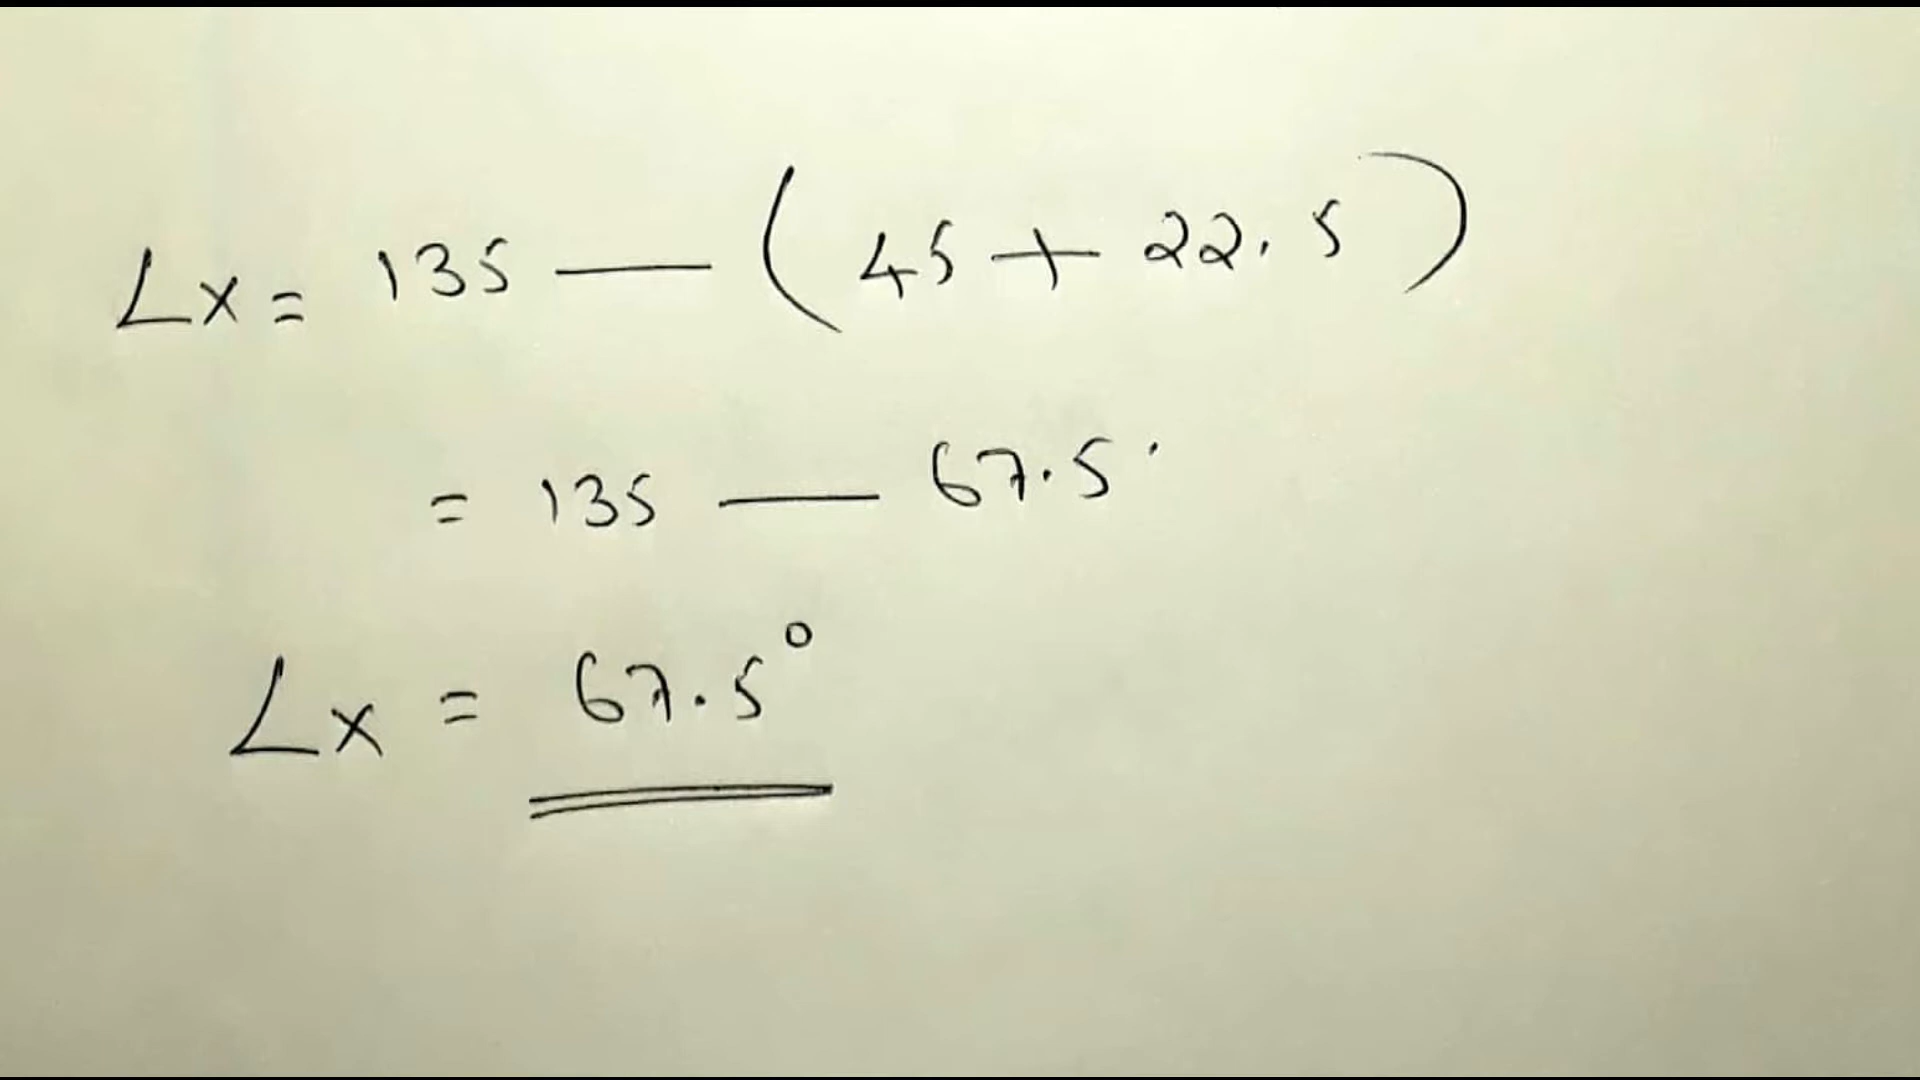 ∠x = 135 — (45 + 22.5)
= 135 — 67.5
∠x = 67.5°